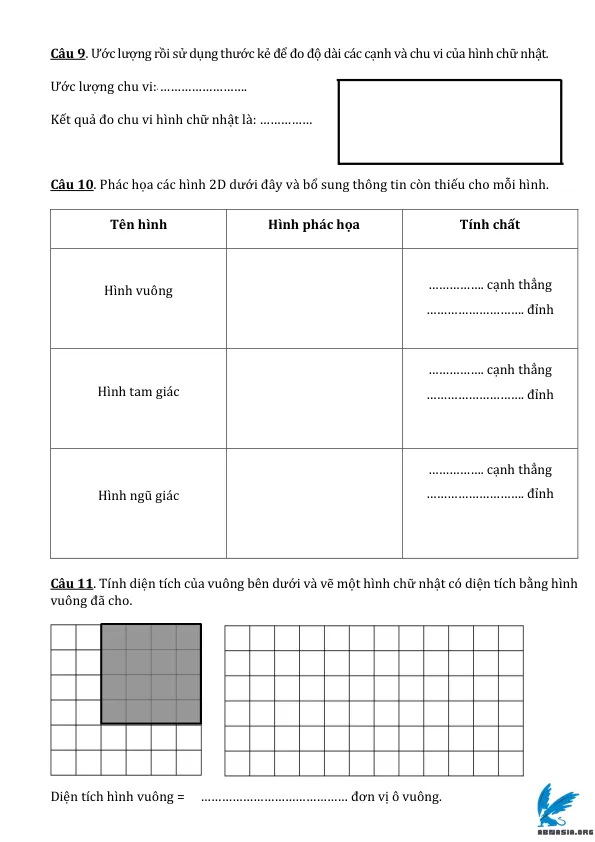 Câu 9. Ước lượng rồi sử dụng thước kẻ để đo độ dài các cạnh và chu vi của hình chữ nhật.
Ước lượng chu vi: …………………….
Kết quả đo chu vi hình chữ nhật là: ……………
Câu 10. Phác họa các hình 2D dưới đây và bổ sung thông tin còn thiếu cho mỗi hình.
Tên hình Hình phác họa Tính chất
Hình vuông
……………. cạnh thẳng
………………………. đỉnh
Hình tam giác
……………. cạnh thẳng
………………………. đỉnh
Hình ngũ giác
……………. cạnh thẳng
………………………. đỉnh
Câu 11. Tính diện tích của vuông bên dưới và vẽ một hình chữ nhật có diện tích bằng hình
vuông đã cho.
Diện tích hình vuông = …………………………………… đơn vị ô vuông.
ABMASIA.ORG